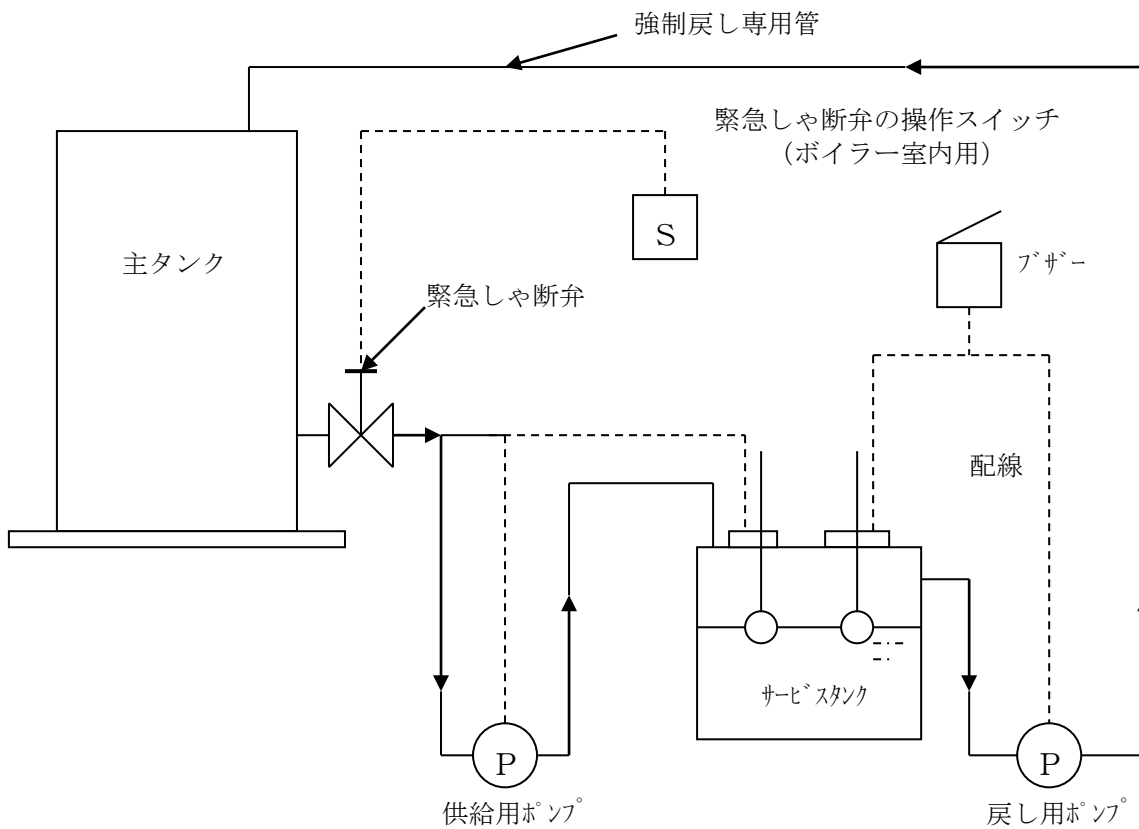 強制戻し専用管
緊急しゃ断弁の操作スイッチ
（ボイラー室内用）
S
主タンク
ﾌﾞｻﾞｰ
緊急しゃ断弁
配線
ｻｰﾋﾞｽﾀﾝｸ
P
P
供給用ﾎﾟﾝﾌﾟ
戻し用ﾎﾟﾝﾌﾟ